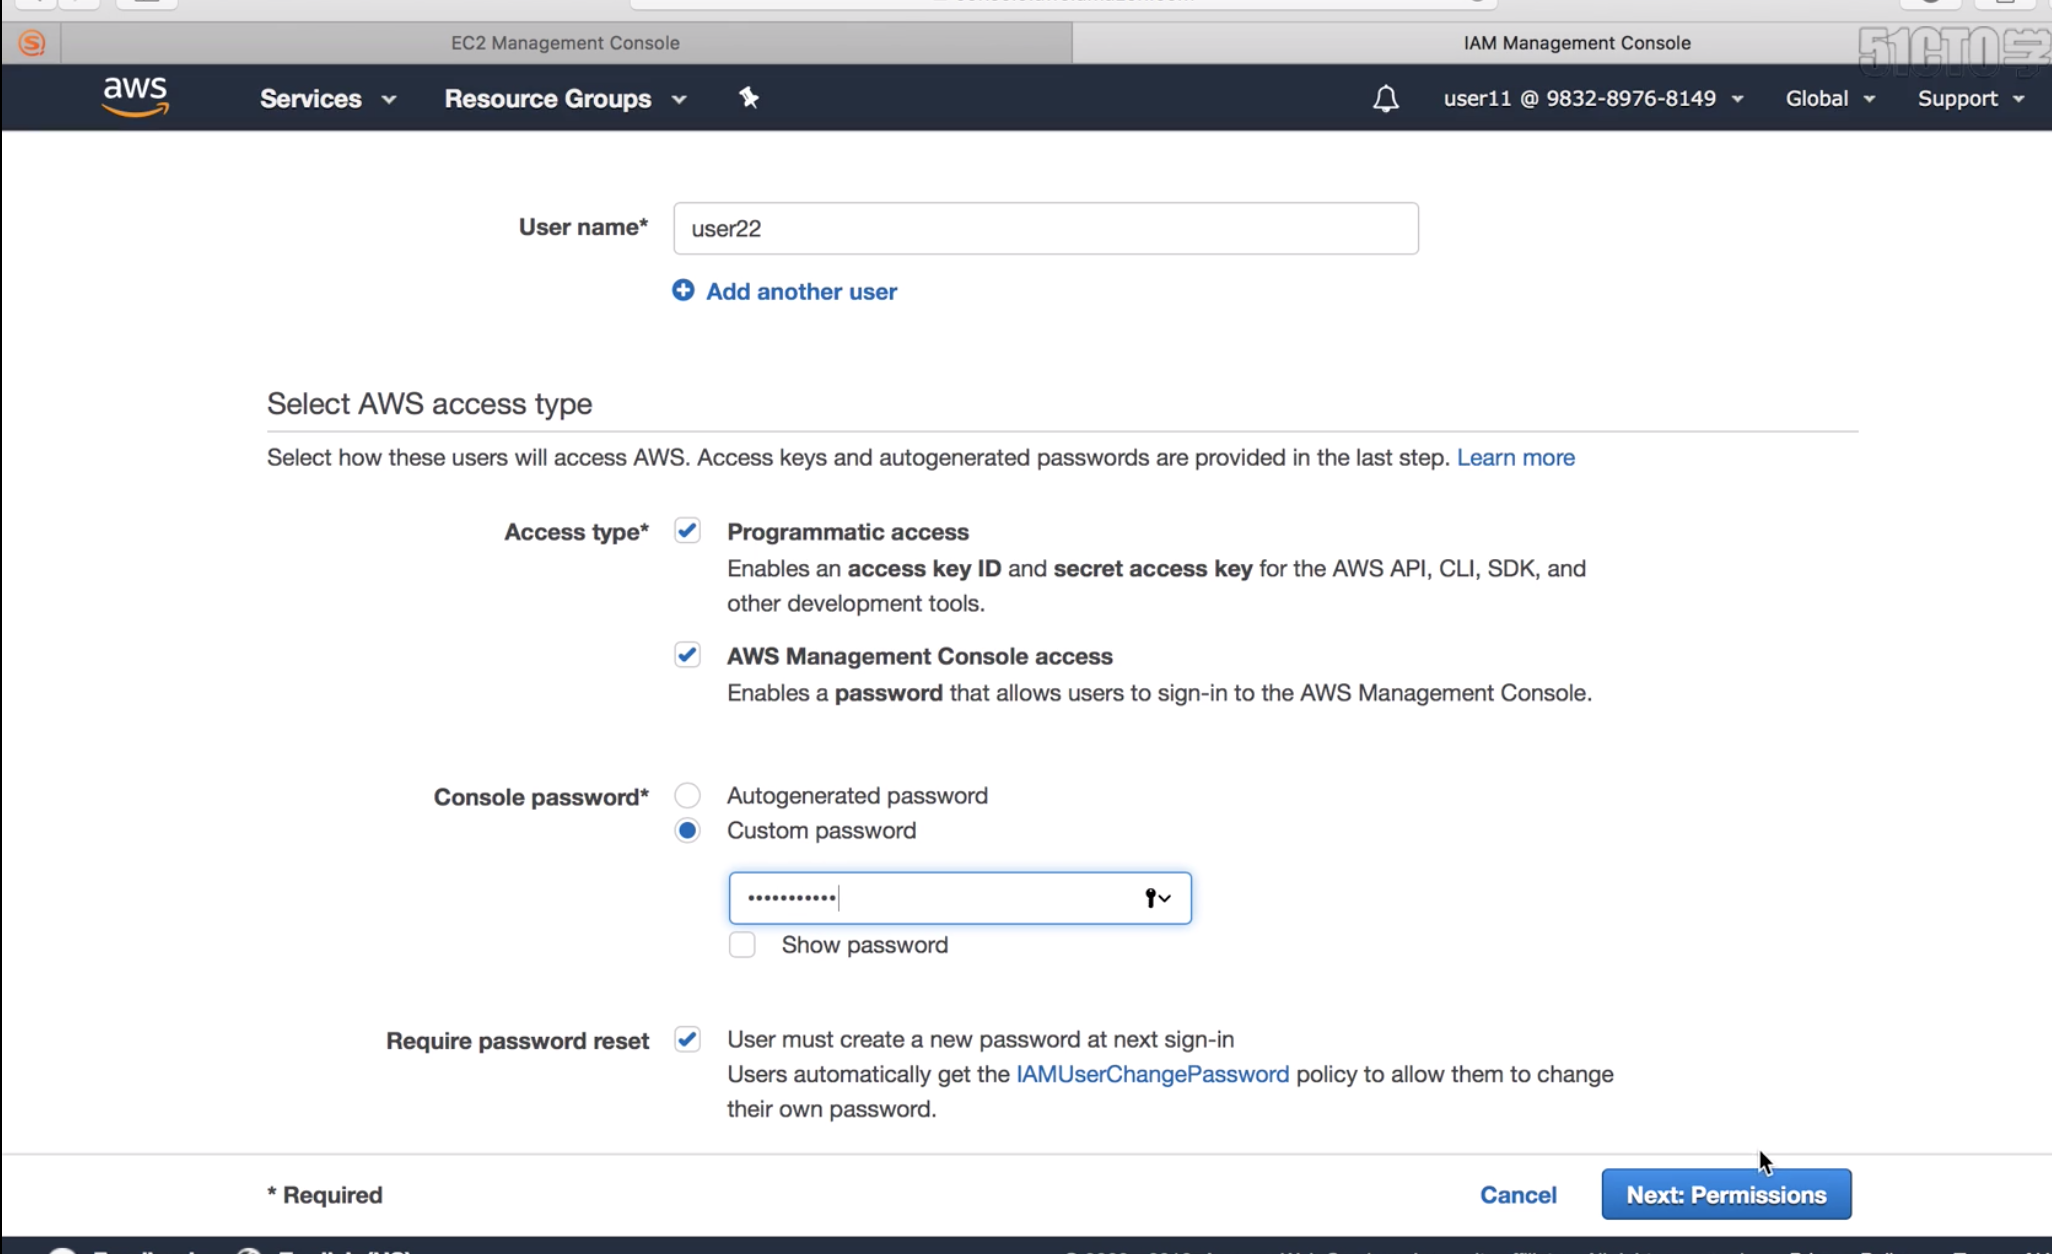 EC2 Management Console
IAM Management Console
51CTO学
aws
Services
Resource Groups
user11 @ 9832-8976-8149
Global
Support
User name*
user22
Add another user
Select AWS access type
Select how these users will access AWS. Access keys and autogenerated passwords are provided in the last step. Learn more
Access type*
Programmatic access
Enables an access key ID and secret access key for the AWS API, CLI, SDK, and
other development tools.
AWS Management Console access
Enables a password that allows users to sign-in to the AWS Management Console.
Console password*
Autogenerated password
Custom password
•••••••••••
Show password
Require password reset
User must create a new password at next sign-in
Users automatically get the IAMUserChangePassword policy to allow them to change
their own password.
* Required
Cancel
Next: Permissions